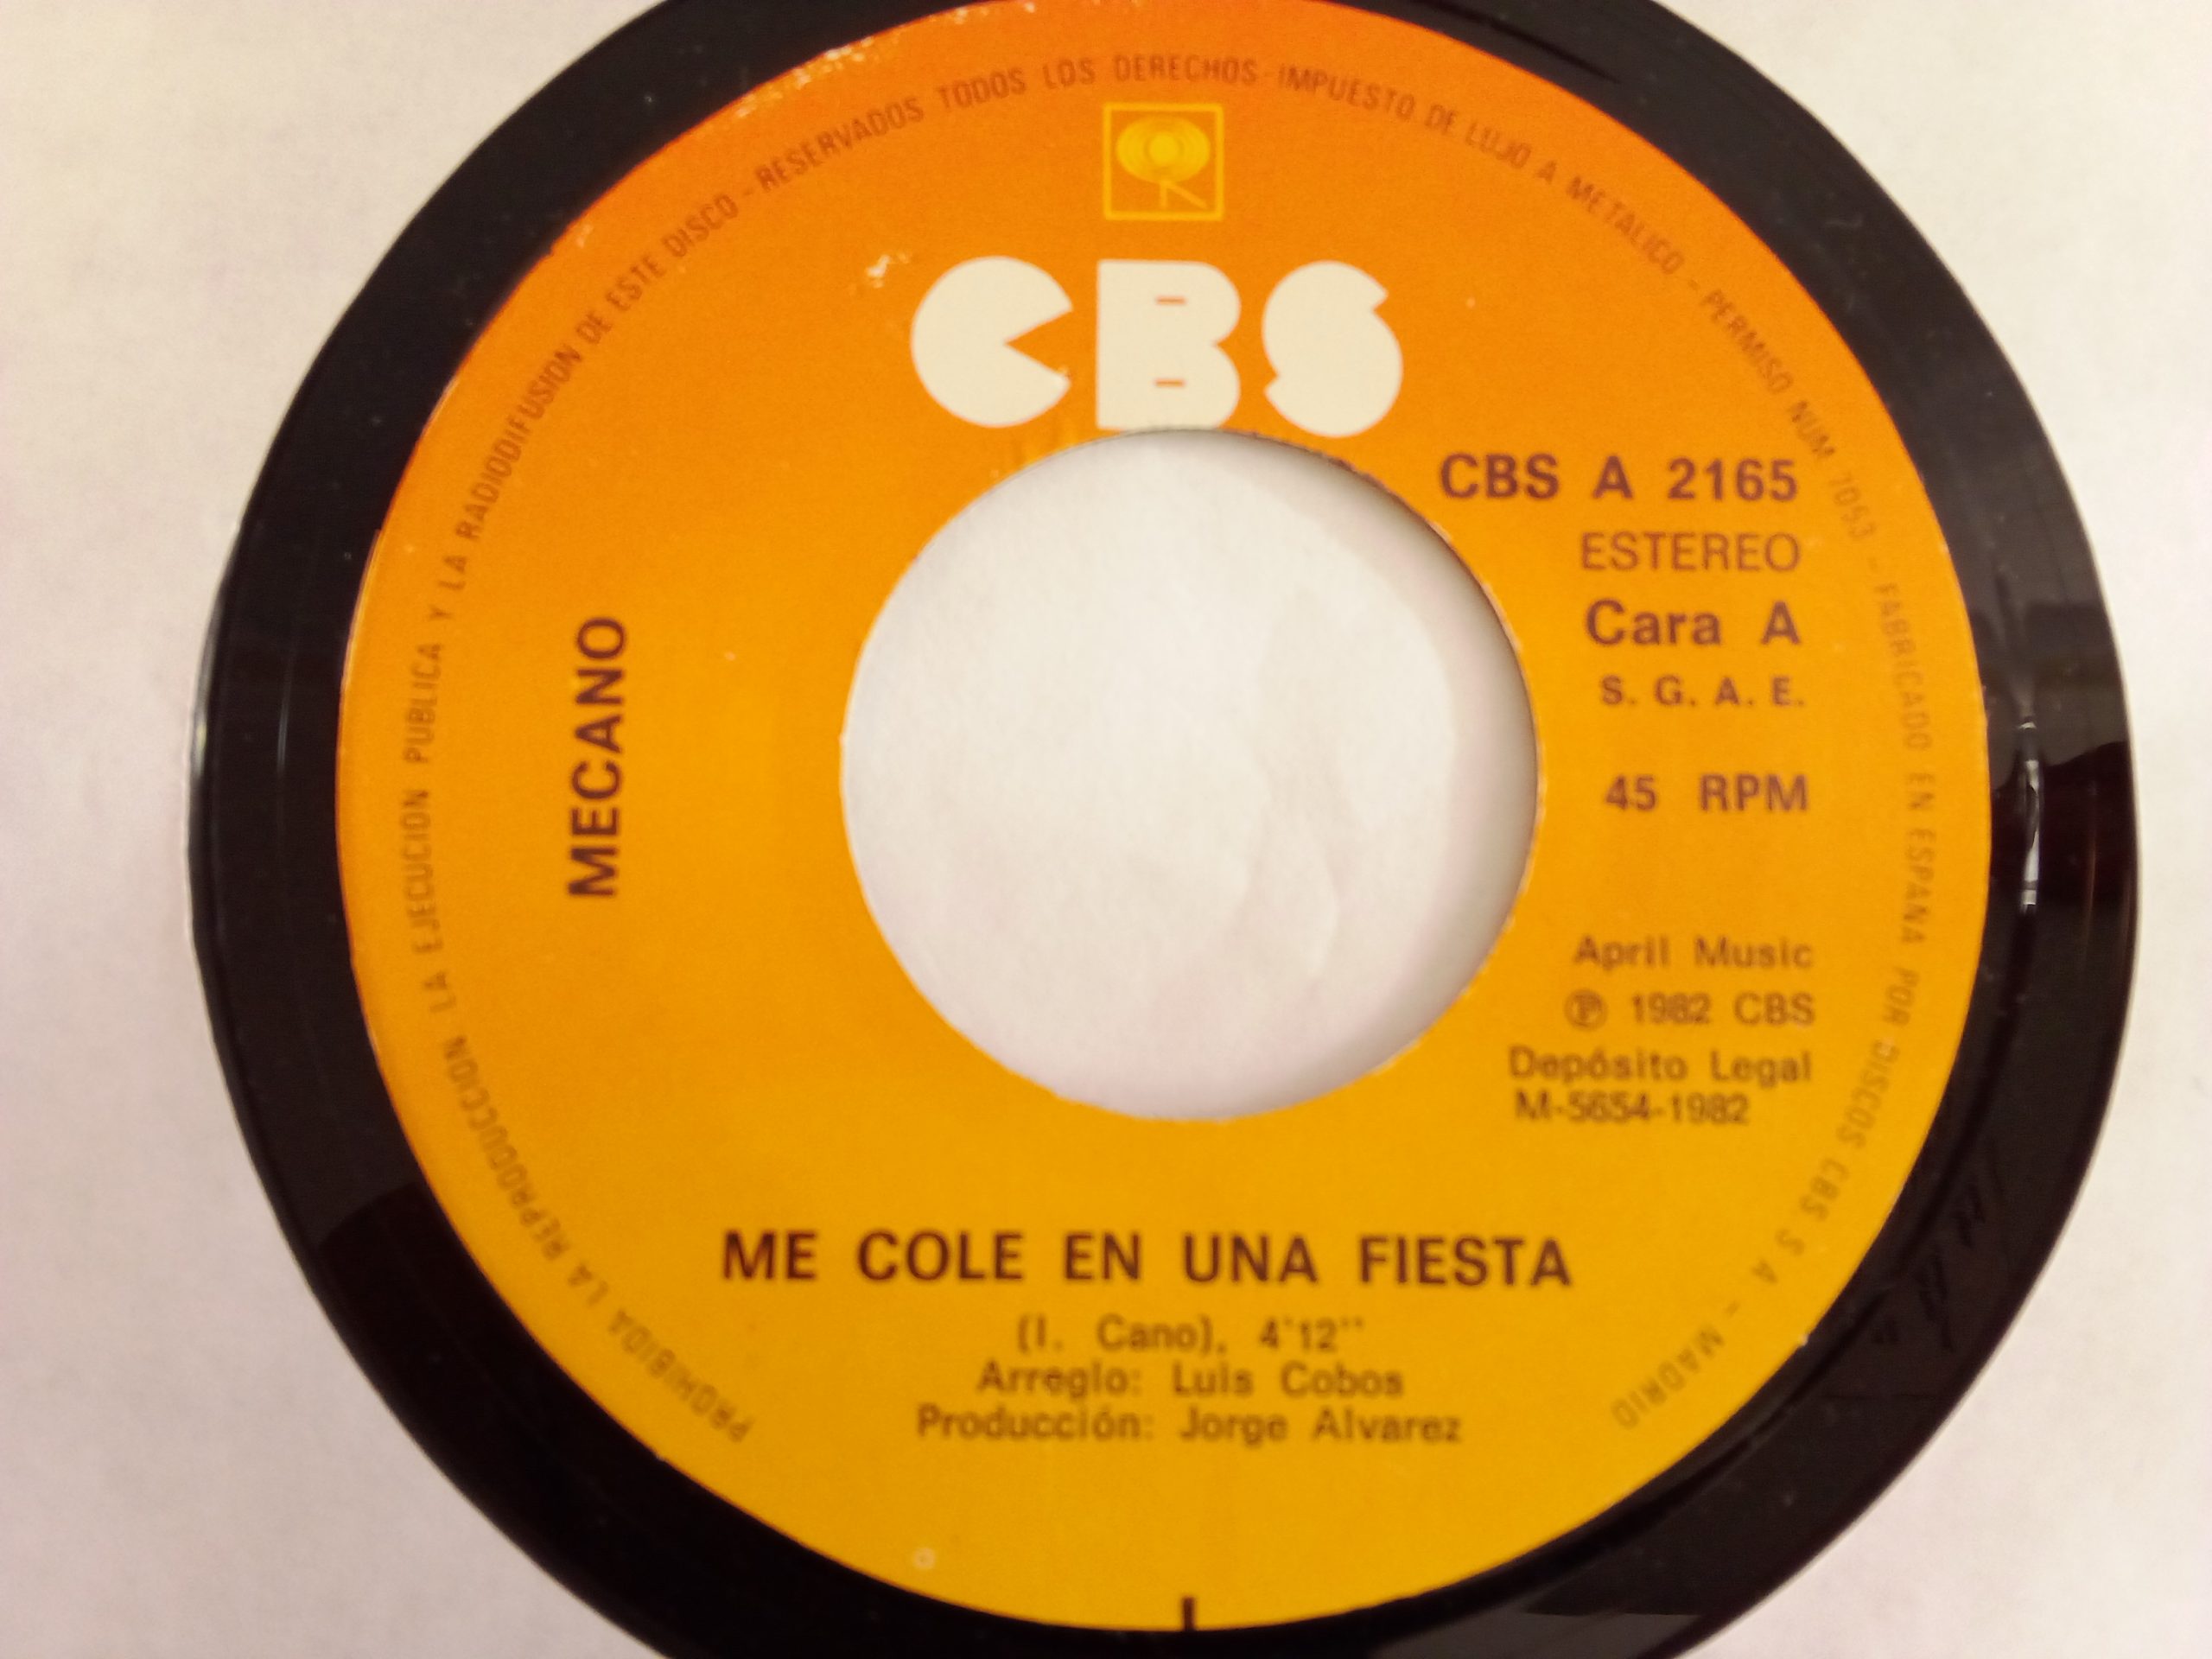 PROHIBIDA LA REPRODUCCION LA EJECUCION PUBLICA Y LA RADIODIFUSION DE ESTE DISCO - RESERVADOS TODOS LOS DERECHOS - IMPUESTO DE LUJO A METALICO - PERMISO NUM 7053 - FABRICADO EN ESPAÑA POR DISCOS CBS S A - MADRID
CBS
CBS A 2165
ESTEREO
Cara A
S. G. A. E.
45 RPM
MECANO
April Music
℗ 1982 CBS
Depósito Legal
M-5654-1982
ME COLE EN UNA FIESTA
(I. Cano), 4'12''
Arreglo: Luis Cobos
Producción: Jorge Alvarez